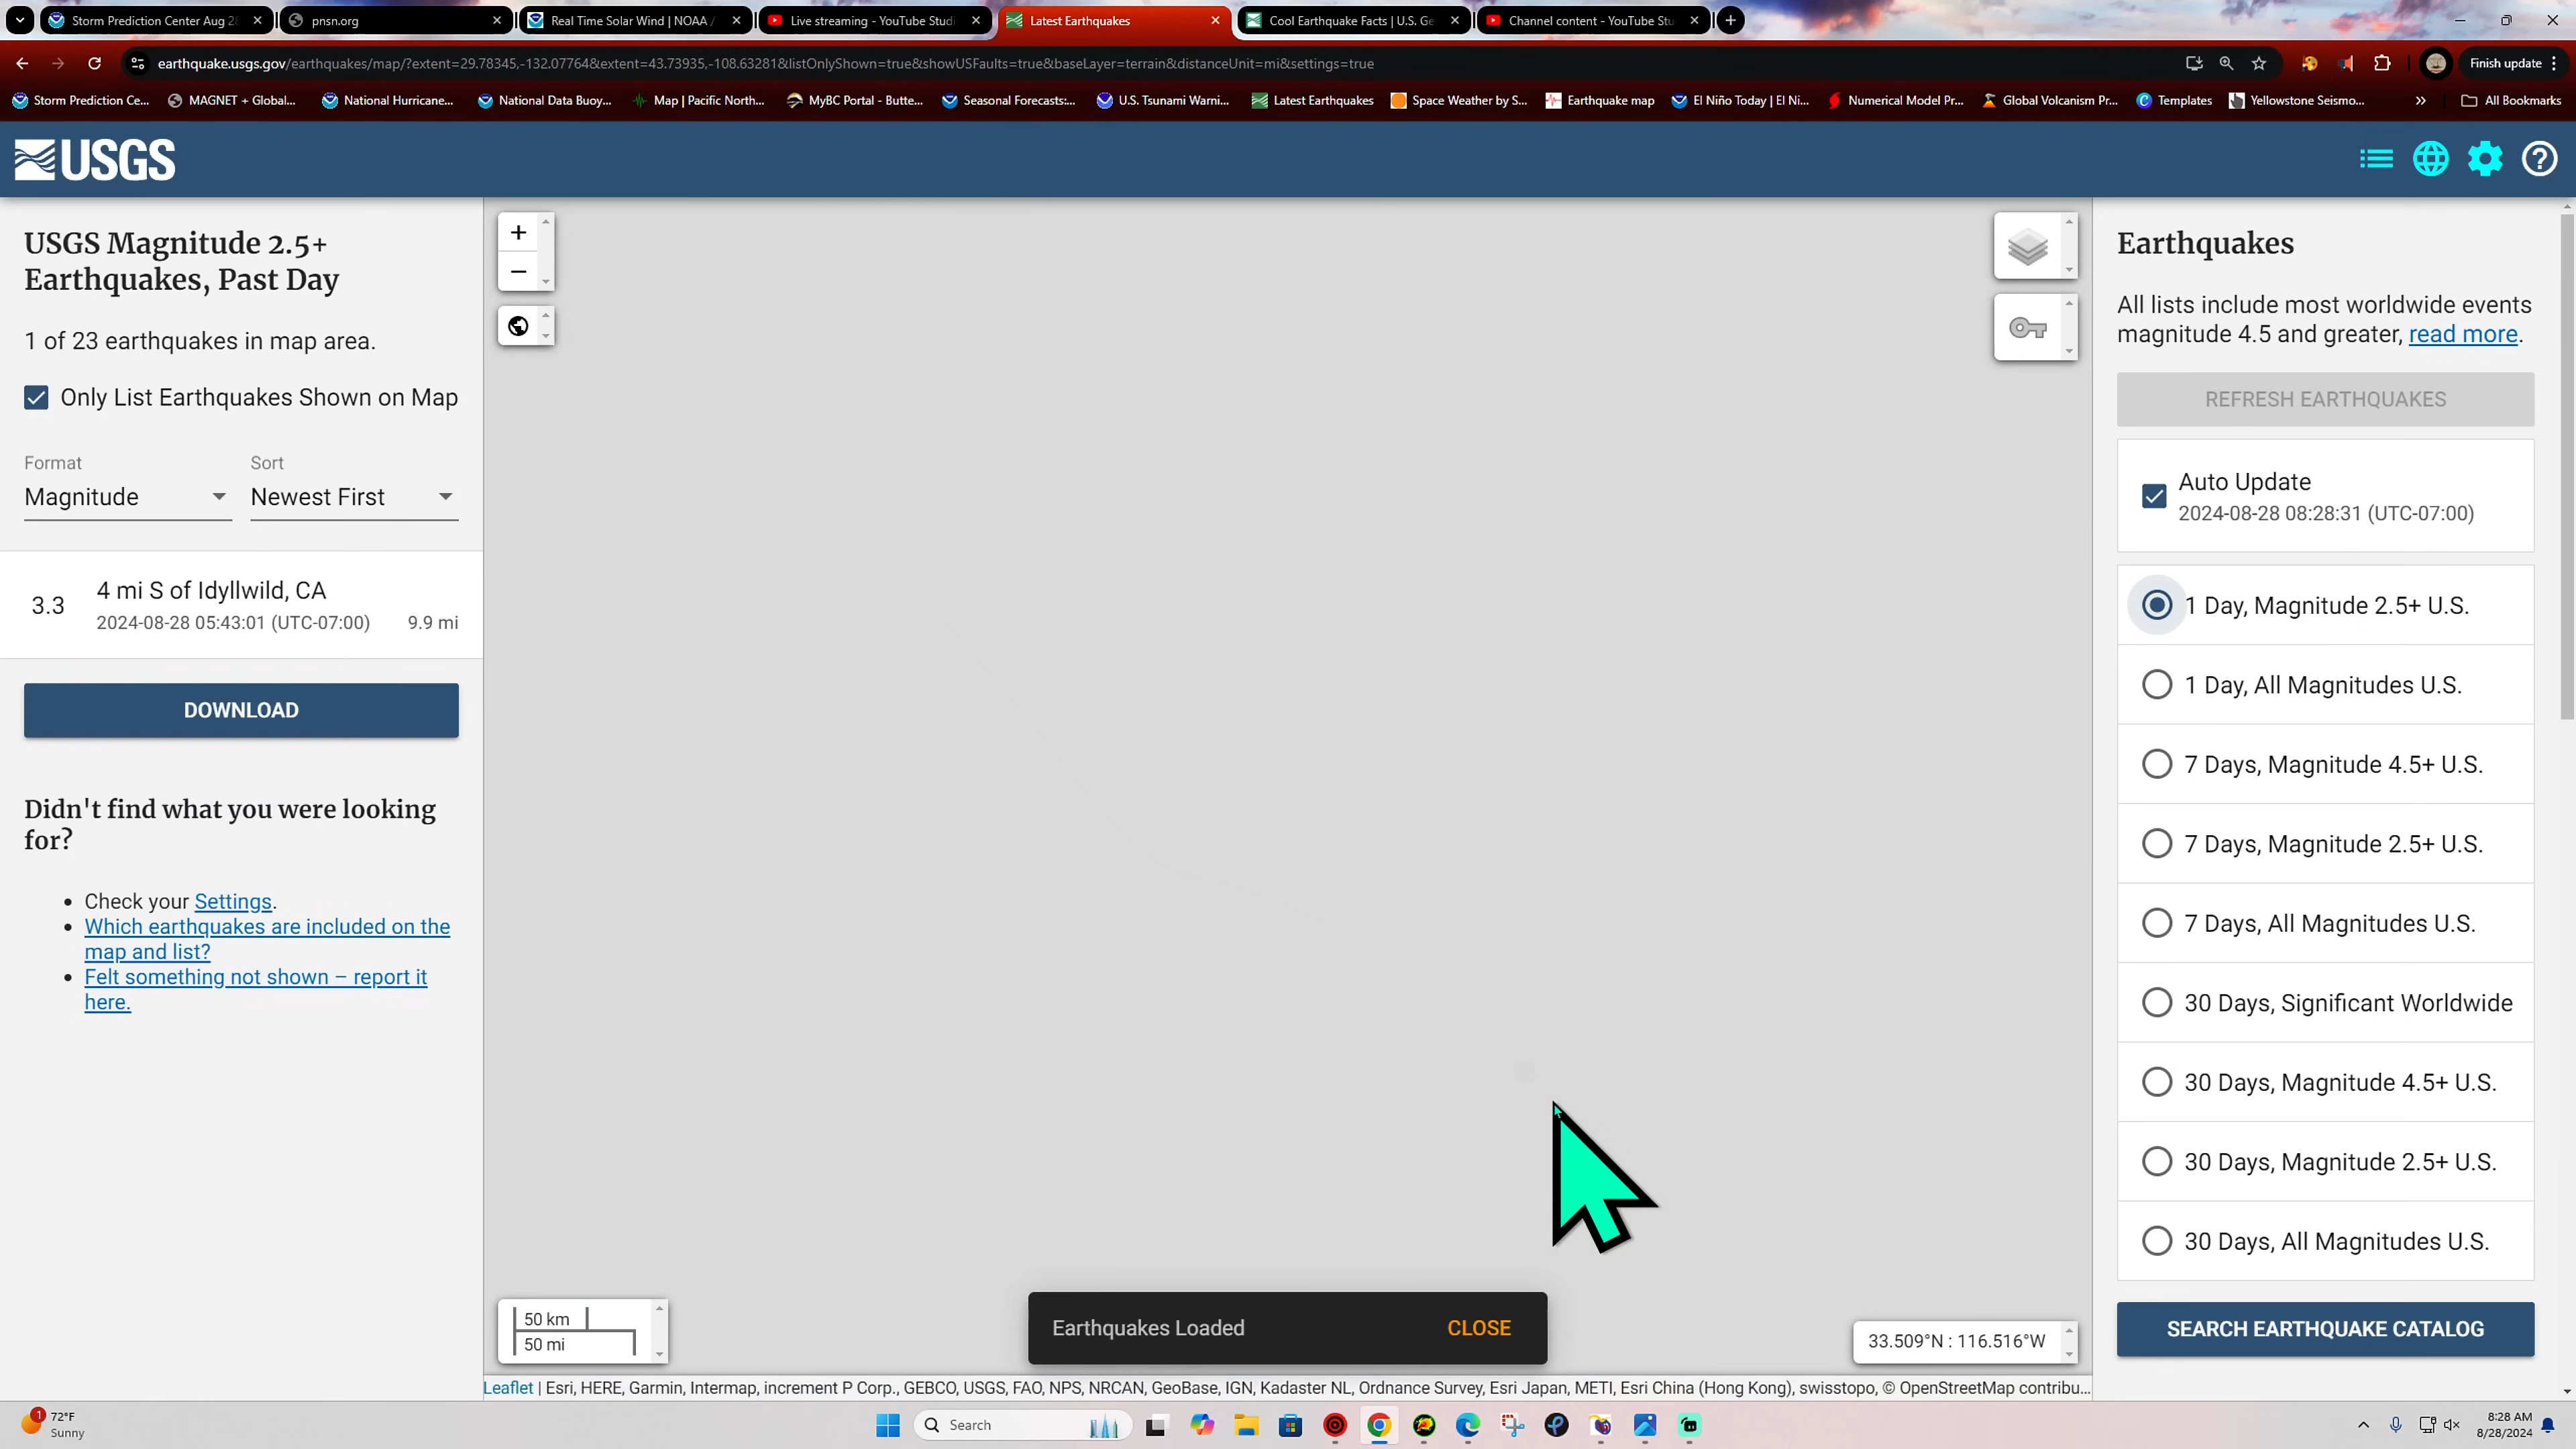 Storm Prediction Center Aug 28
pnsn.org
Real Time Solar Wind | NOAA /
Live streaming - YouTube Studi
Latest Earthquakes
Cool Earthquake Facts | U.S. Ge
Channel content - YouTube Stu
earthquake.usgs.gov/earthquakes/map/?extent=29.78345,-132.07764&extent=43.73935,-108.63281&listOnlyShown=true&showUSFaults=true&baseLayer=terrain&distanceUnit=mi&settings=true
Finish update
Storm Prediction Ce...
MAGNET + Global...
National Hurricane...
National Data Buoy...
Map | Pacific North...
MyBC Portal - Butte...
Seasonal Forecasts:...
U.S. Tsunami Warni...
Latest Earthquakes
Space Weather by S...
Earthquake map
El Niño Today | El Ni...
Numerical Model Pr...
Global Volcanism Pr...
Templates
Yellowstone Seismo...
All Bookmarks
USGS
USGS Magnitude 2.5+
Earthquakes, Past Day
1 of 23 earthquakes in map area.
Only List Earthquakes Shown on Map
Format
Sort
Magnitude
Newest First
3.3
4 mi S of Idyllwild, CA
2024-08-28 05:43:01 (UTC-07:00)
9.9 mi
DOWNLOAD
Didn't find what you were looking
for?
Check your Settings.
Which earthquakes are included on the
map and list?
Felt something not shown – report it
here.
+
−
50 km
50 mi
Earthquakes Loaded
CLOSE
33.509°N : 116.516°W
Leaflet | Esri, HERE, Garmin, Intermap, increment P Corp., GEBCO, USGS, FAO, NPS, NRCAN, GeoBase, IGN, Kadaster NL, Ordnance Survey, Esri Japan, METI, Esri China (Hong Kong), swisstopo, © OpenStreetMap contribu...
Earthquakes
All lists include most worldwide events
magnitude 4.5 and greater, read more.
REFRESH EARTHQUAKES
Auto Update
2024-08-28 08:28:31 (UTC-07:00)
1 Day, Magnitude 2.5+ U.S.
1 Day, All Magnitudes U.S.
7 Days, Magnitude 4.5+ U.S.
7 Days, Magnitude 2.5+ U.S.
7 Days, All Magnitudes U.S.
30 Days, Significant Worldwide
30 Days, Magnitude 4.5+ U.S.
30 Days, Magnitude 2.5+ U.S.
30 Days, All Magnitudes U.S.
SEARCH EARTHQUAKE CATALOG
1
72°F
Sunny
Search
8:28 AM
8/28/2024